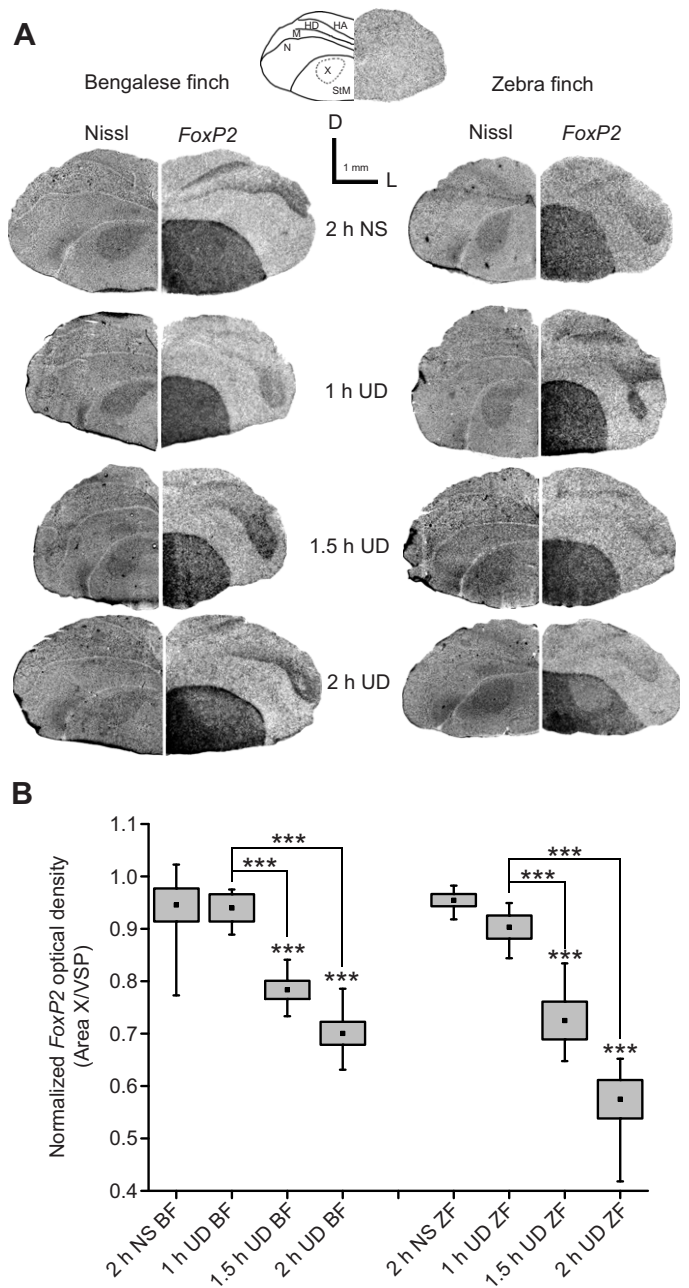 A
HD HA
M
N
X
StM
Bengalese finch
Zebra finch
Nissl FoxP2
D
1 mm
L
Nissl FoxP2
2 h NS
1 h UD
1.5 h UD
2 h UD
B
Normalized FoxP2 optical density
(Area X/VSP)
1.1
1.0
0.9
0.8
0.7
0.6
0.5
0.4
***
***
***
***
***
***
***
***
2 h NS BF
1 h UD BF
1.5 h UD BF
2 h UD BF
2 h NS ZF
1 h UD ZF
1.5 h UD ZF
2 h UD ZF